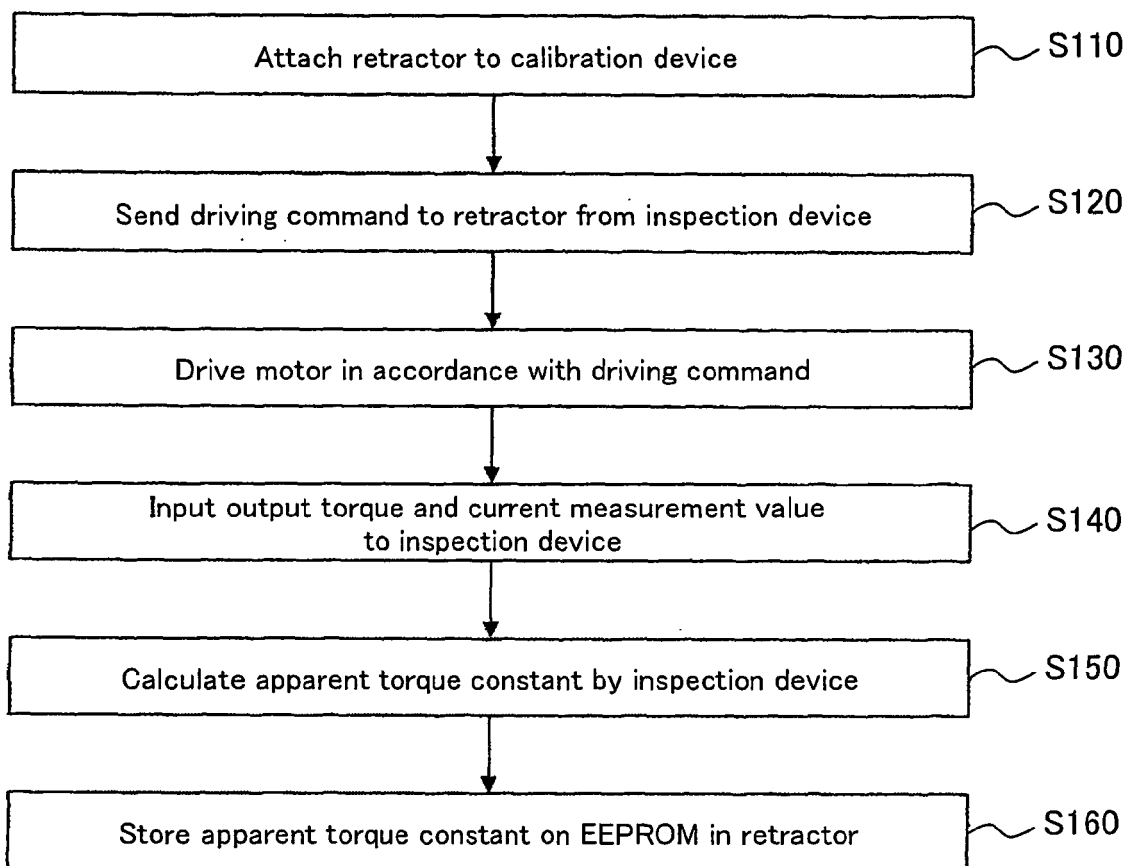 Attach retractor to calibration device
S110
Send driving command to retractor from inspection device
S120
Drive motor in accordance with driving command
S130
Input output torque and current measurement value
to inspection device
S140
Calculate apparent torque constant by inspection device
S150
Store apparent torque constant on EEPROM in retractor
S160